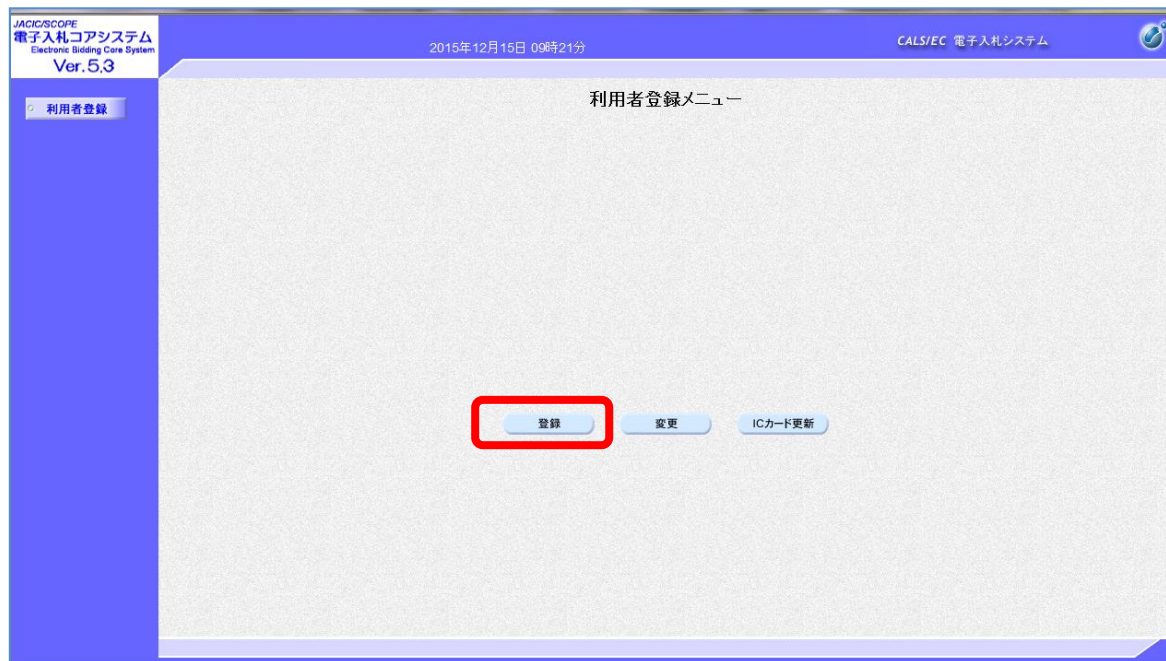 JACIC/SCOPE
電子入札コアシステム
Electronic Bidding Core System
Ver.5,3
2015年12月15日 09時21分
CALS/EC 電子入札システム
利用者登録
利用者登録メニュー
登録
変更
ICカード更新